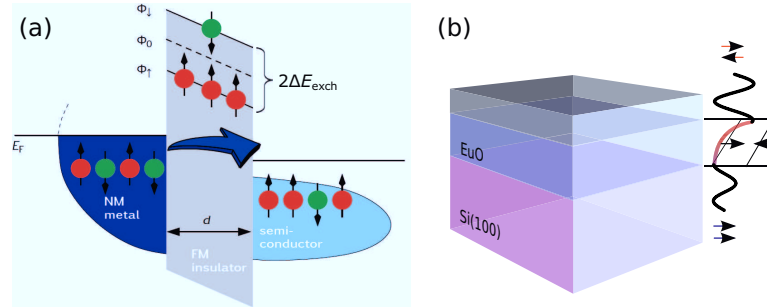 (a)
Φ↓
Φ0
Φ↑
2ΔEexch
EF
NM
metal
d
FM
insulator
semi-
conductor
(b)
EuO
Si(100)